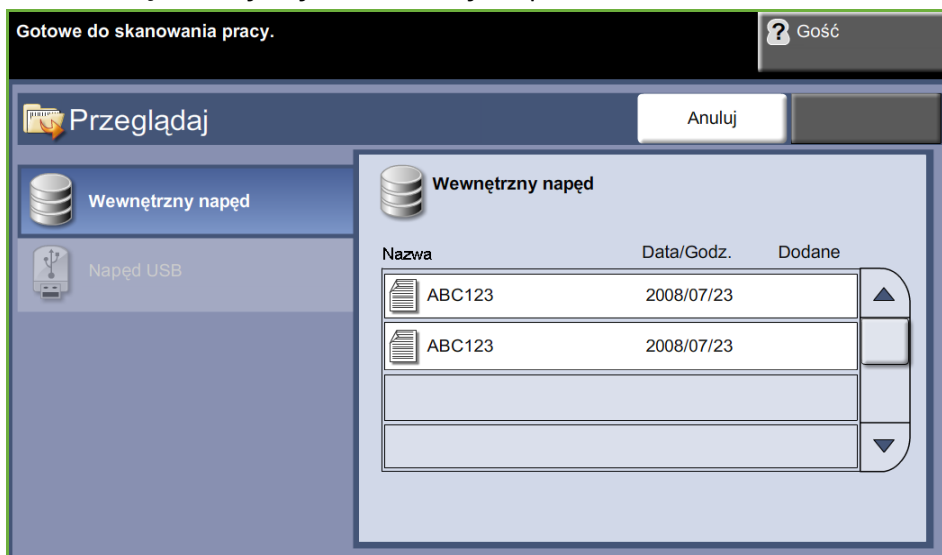 Gotowe do skanowania pracy.
? Gość
Przeglądaj
Anuluj
Wewnętrzny napęd
Napęd USB
Wewnętrzny napęd
Nazwa Data/Godz. Dodane
ABC123 2008/07/23
ABC123 2008/07/23